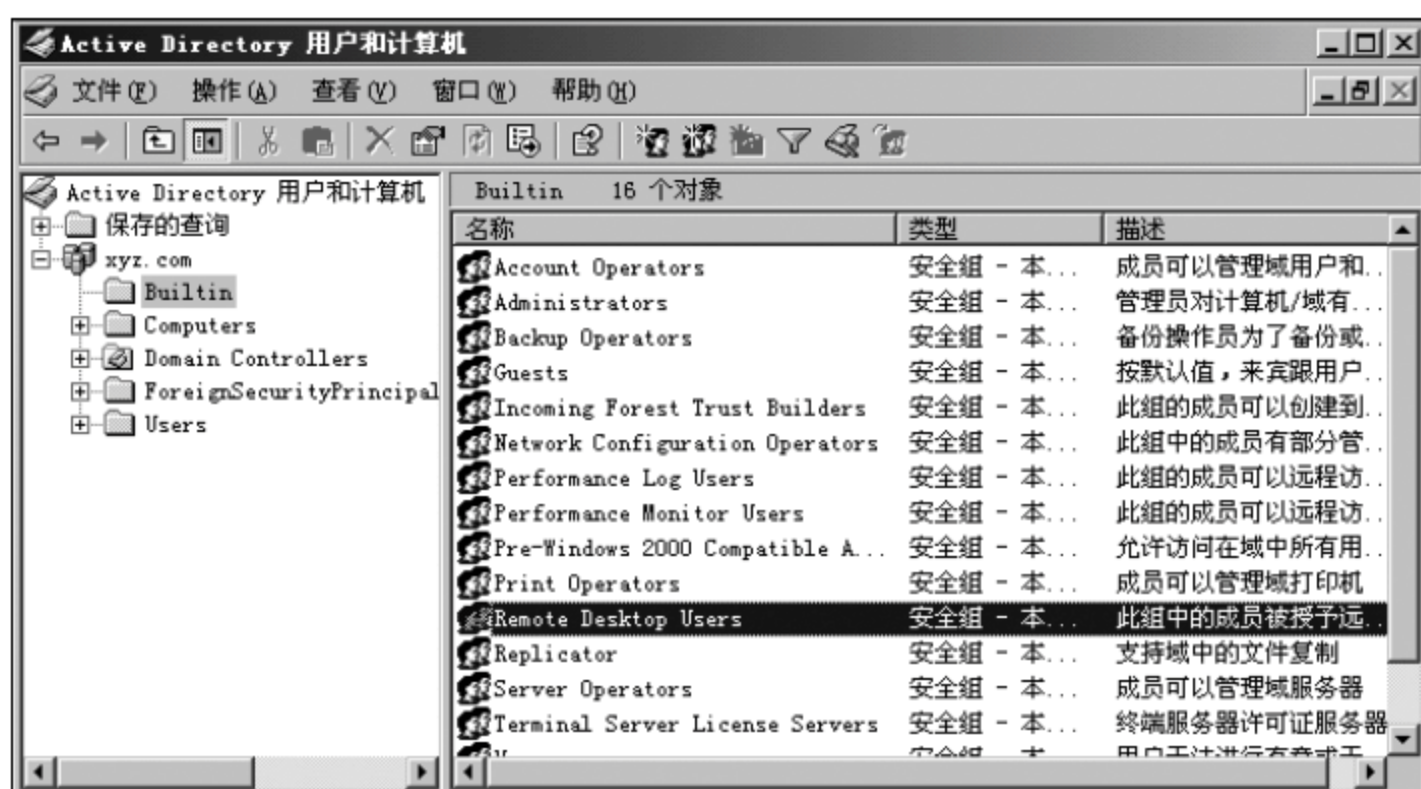 Active Directory 用户和计算机
文件(F) 操作(A) 查看(V) 窗口(W) 帮助(H)
Active Directory 用户和计算机
保存的查询
xyz.com
Builtin
Computers
Domain Controllers
ForeignSecurityPrincipal
Users
Builtin 16 个对象
名称 类型 描述
Account Operators 安全组 - 本... 成员可以管理域用户和..
Administrators 安全组 - 本... 管理员对计算机/域有...
Backup Operators 安全组 - 本... 备份操作员为了备份或..
Guests 安全组 - 本... 按默认值，来宾跟用户..
Incoming Forest Trust Builders 安全组 - 本... 此组的成员可以创建到..
Network Configuration Operators 安全组 - 本... 此组中的成员有部分管..
Performance Log Users 安全组 - 本... 此组的成员可以远程访..
Performance Monitor Users 安全组 - 本... 此组的成员可以远程访..
Pre-Windows 2000 Compatible A... 安全组 - 本... 允许访问在域中所有用..
Print Operators 安全组 - 本... 成员可以管理域打印机
Remote Desktop Users 安全组 - 本... 此组中的成员被授予远..
Replicator 安全组 - 本... 支持域中的文件复制
Server Operators 安全组 - 本... 成员可以管理域服务器
Terminal Server License Servers 安全组 - 本... 终端服务器许可证服务器